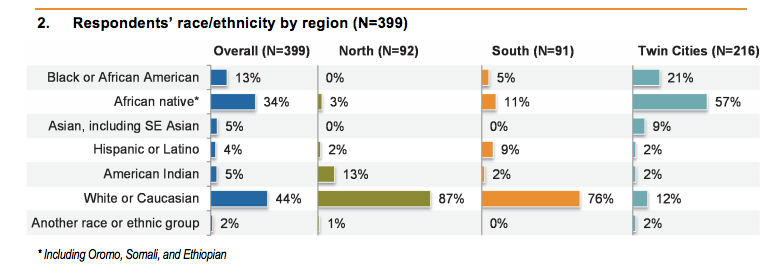 2. Respondents' race/ethnicity by region (N=399)
Overall (N=399) North (N=92) South (N=91) Twin Cities (N=216)
Black or African American 13% 0% 5% 21%
African native* 34% 3% 11% 57%
Asian, including SE Asian 5% 0% 0% 9%
Hispanic or Latino 4% 2% 9% 2%
American Indian 5% 13% 2% 2%
White or Caucasian 44% 87% 76% 12%
Another race or ethnic group 2% 1% 0% 2%
* Including Oromo, Somali, and Ethiopian